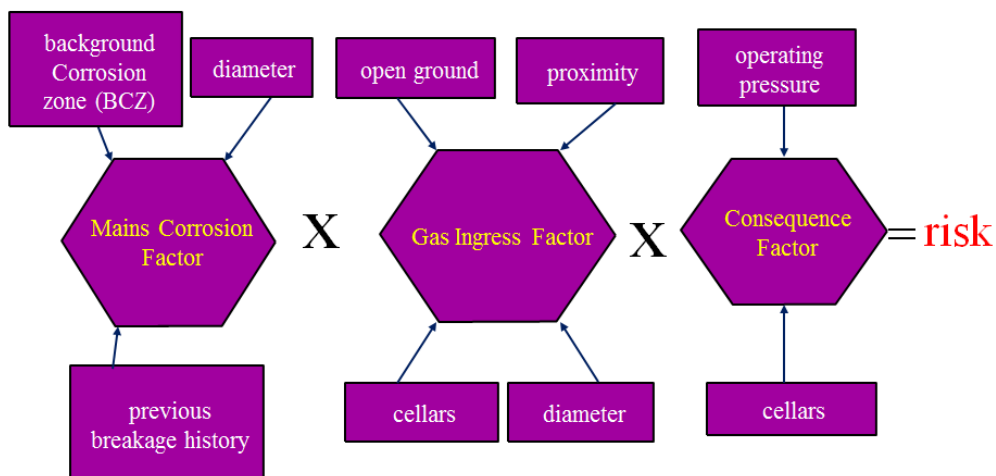 background
Corrosion
zone (BCZ)
diameter
open ground
proximity
operating
pressure
Mains Corrosion
Factor
X
Gas Ingress Factor
X
Consequence
Factor
= risk
previous
breakage history
cellars
diameter
cellars